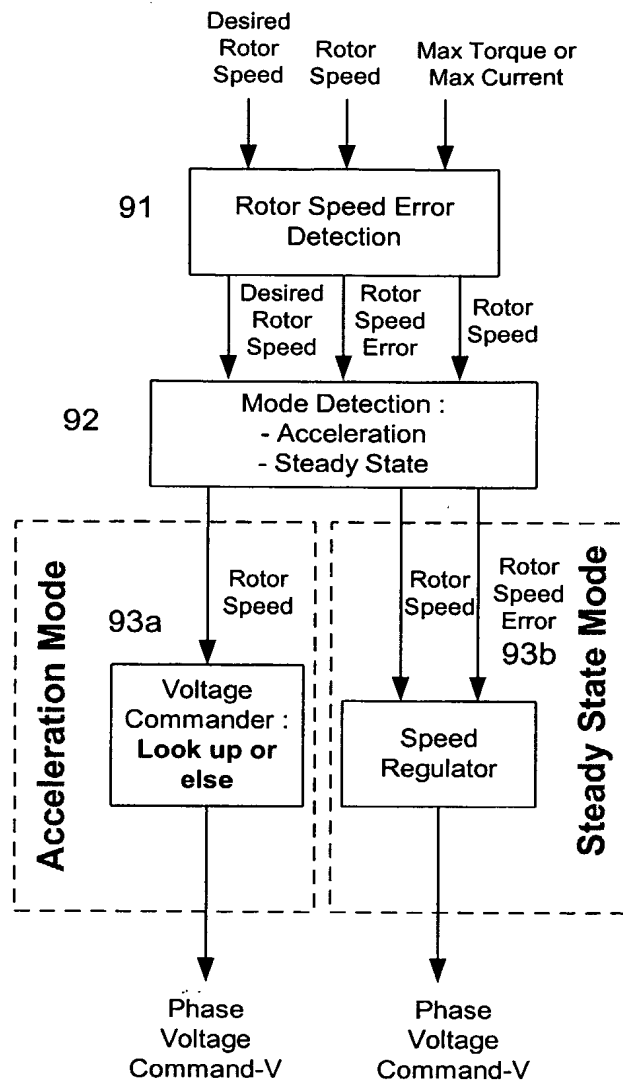 Desired
Rotor
Speed
Rotor
Speed
Max Torque or
Max Current
91
Rotor Speed Error
Detection
Desired
Rotor
Speed
Rotor
Speed
Error
Rotor
Speed
92
Mode Detection :
- Acceleration
- Steady State
Acceleration Mode
Rotor
Speed
93a
Voltage
Commander :
Look up or
else
Phase
Voltage
Command-V
Steady State Mode
Rotor
Speed
Rotor
Speed
Error
93b
Speed
Regulator
Phase
Voltage
Command-V